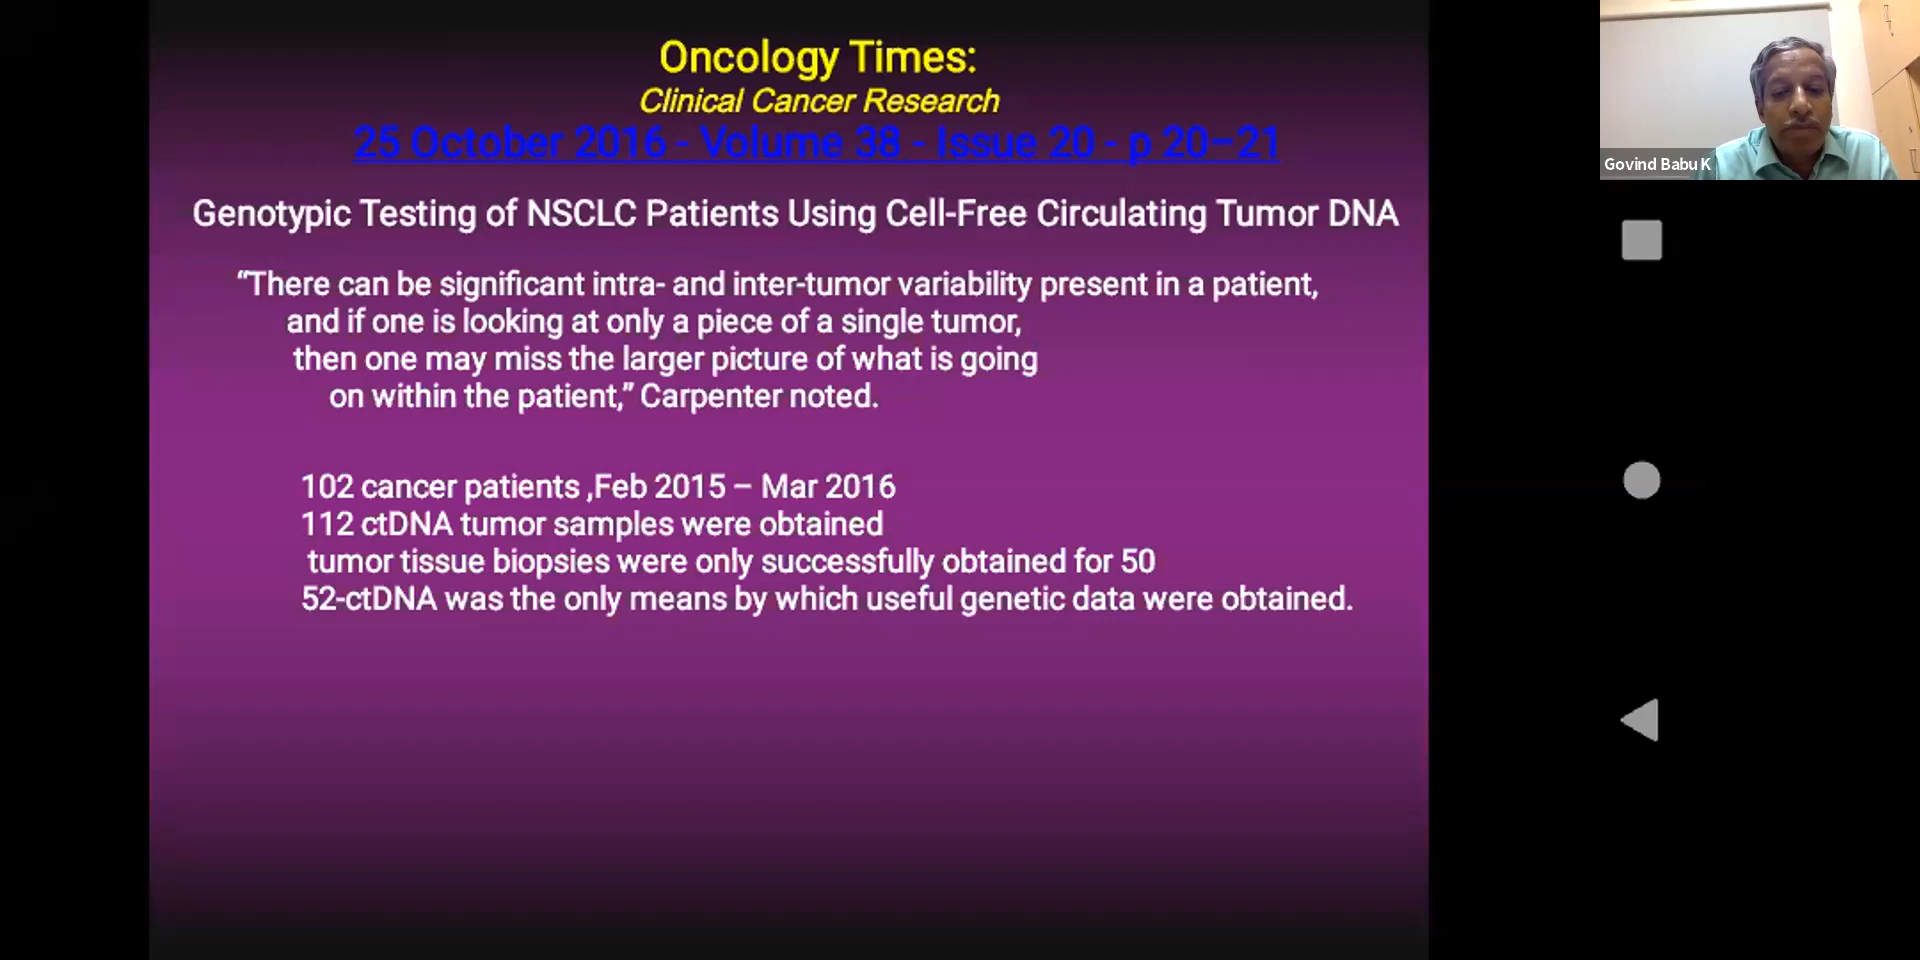 Oncology Times:
Clinical Cancer Research
25 October 2016 - Volume 38 - Issue 20 - p 20–21
Genotypic Testing of NSCLC Patients Using Cell-Free Circulating Tumor DNA
“There can be significant intra- and inter-tumor variability present in a patient,
and if one is looking at only a piece of a single tumor,
then one may miss the larger picture of what is going
on within the patient,” Carpenter noted.
102 cancer patients ,Feb 2015 – Mar 2016
112 ctDNA tumor samples were obtained
tumor tissue biopsies were only successfully obtained for 50
52-ctDNA was the only means by which useful genetic data were obtained.
Govind Babu K